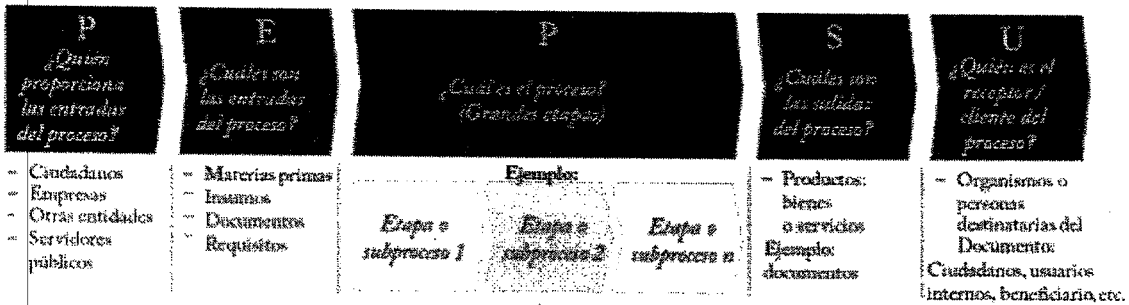 P
¿Quién
proporciona
las entradas
del proceso?
E
¿Cuáles son
las entradas
del proceso?
P
¿Cuál es el proceso?
(Grandes etapas)
S
¿Cuáles son
las salidas
del proceso?
U
¿Quién es el
receptor/
cliente del
proceso?
- Ciudadanos
- Empresas
- Otras entidades
- Servidores
públicos
- Materias primas
- Insumos
- Documentos
- Requisitos
Ejemplo:
Etapa o
subproceso 1
Etapa o
subproceso 2
Etapa o
subproceso n
- Productos:
bienes
o servicios
Ejemplo:
documentos
- Organismos o
personas
destinatarias del
Documento:
Ciudadanos, usuarios
internos, beneficiario, etc.